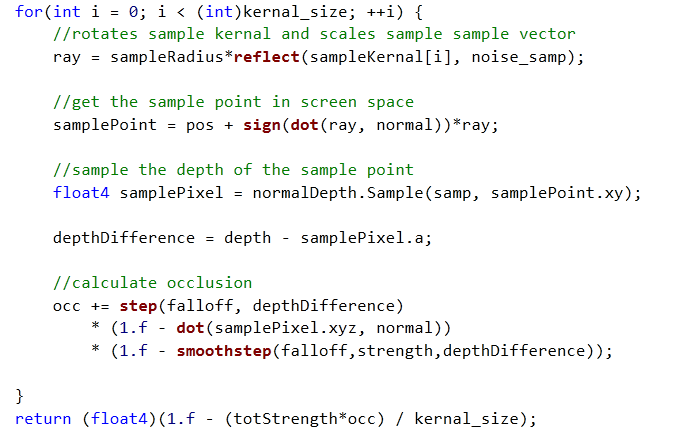 for(int i = 0; i < (int)kernal_size; ++i) {
//rotates sample kernal and scales sample sample vector
ray = sampleRadius*reflect(sampleKernal[i], noise_samp);
//get the sample point in screen space
samplePoint = pos + sign(dot(ray, normal))*ray;
//sample the depth of the sample point
float4 samplePixel = normalDepth.Sample(samp, samplePoint.xy);
depthDifference = depth - samplePixel.a;
//calculate occlusion
occ += step(falloff, depthDifference)
* (1.f - dot(samplePixel.xyz, normal))
* (1.f - smoothstep(falloff,strength,depthDifference));
}
return (float4)(1.f - (totStrength*occ) / kernal_size);